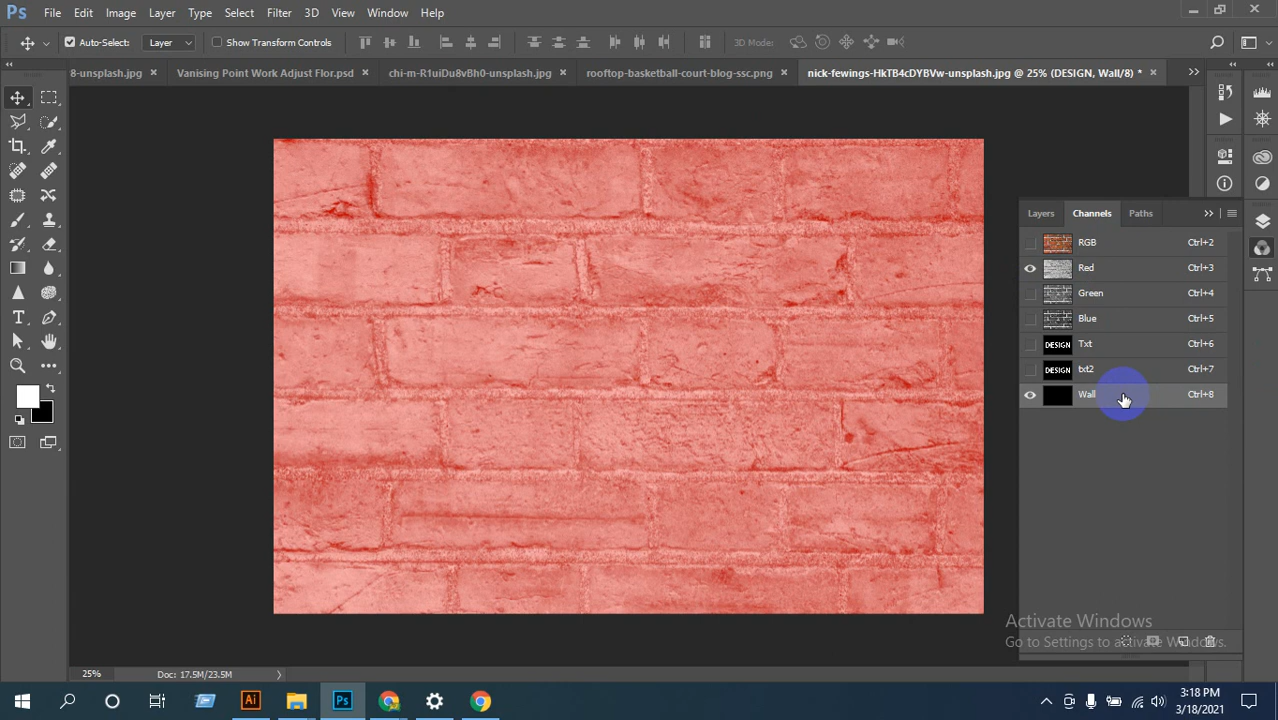 Ps File Edit Image Layer Type Select Filter 3D View Window Help
Auto-Select: Layer Show Transform Controls 3D Mode:
8-unsplash.jpg Vanising Point Work Adjust Flor.psd chi-m-R1uiDu8vBh0-unsplash.jpg rooftop-basketball-court-blog-ssc.png nick-fewings-HkTB4cDYBVw-unsplash.jpg @ 25% (DESIGN, Wall/8) *
Layers Channels Paths
RGB Ctrl+2
Red Ctrl+3
Green Ctrl+4
Blue Ctrl+5
DESIGN Txt Ctrl+6
DESIGN txt2 Ctrl+7
Wall Ctrl+8
Activate Windows
Go to Settings to activate Windows.
25% Doc: 17.5M/23.5M
Ai Ps
3:18 PM
3/18/2021